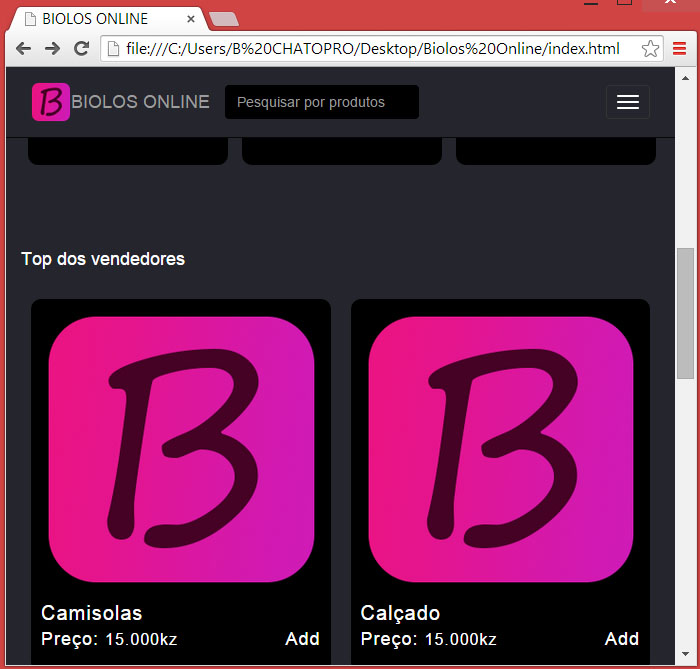 BIOLOS ONLINE
file:///C:/Users/B%20CHATOPRO/Desktop/Biolos%20Online/index.html
B BIOLOS ONLINE
Pesquisar por produtos
Top dos vendedores
B
B
Camisolas
Calçado
Preço: 15.000kz
Add
Preço: 15.000kz
Add